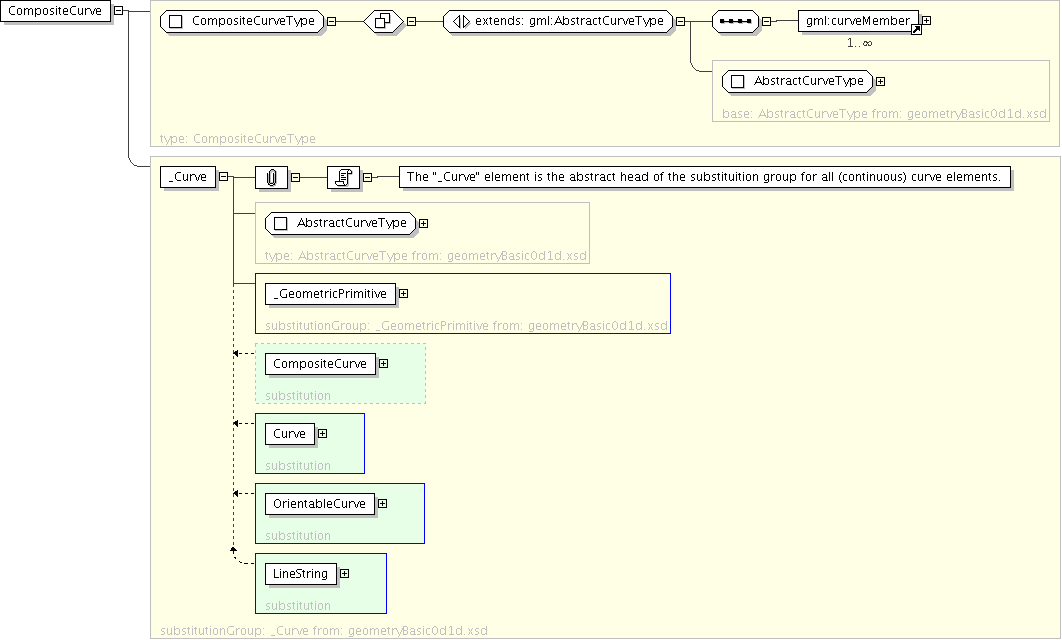 CompositeCurve
CompositeCurveType
extends: gml:AbstractCurveType
gml:curveMember
1..∞
AbstractCurveType
base: AbstractCurveType from: geometryBasic0d1d.xsd
type: CompositeCurveType
_Curve
The "_Curve" element is the abstract head of the substituition group for all (continuous) curve elements.
AbstractCurveType
type: AbstractCurveType from: geometryBasic0d1d.xsd
_GeometricPrimitive
substitutionGroup: _GeometricPrimitive from: geometryBasic0d1d.xsd
CompositeCurve
substitution
Curve
substitution
OrientableCurve
substitution
LineString
substitution
substitutionGroup: _Curve from: geometryBasic0d1d.xsd